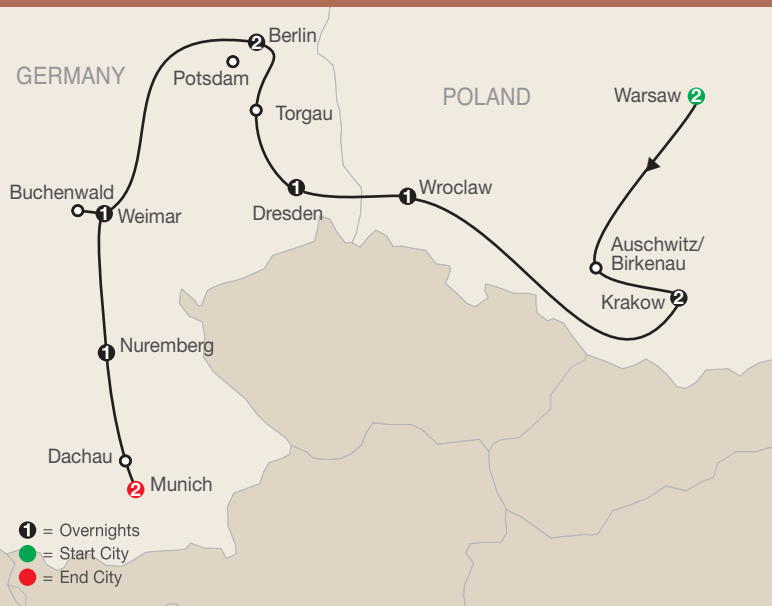 Berlin
2
GERMANY
Potsdam
POLAND
Warsaw 2
Torgau
Buchenwald
1 Weimar
1
Dresden
1 Wroclaw
Auschwitz/
Birkenau
Krakow 2
1 Nuremberg
Dachau
2 Munich
1 = Overnights
= Start City
= End City